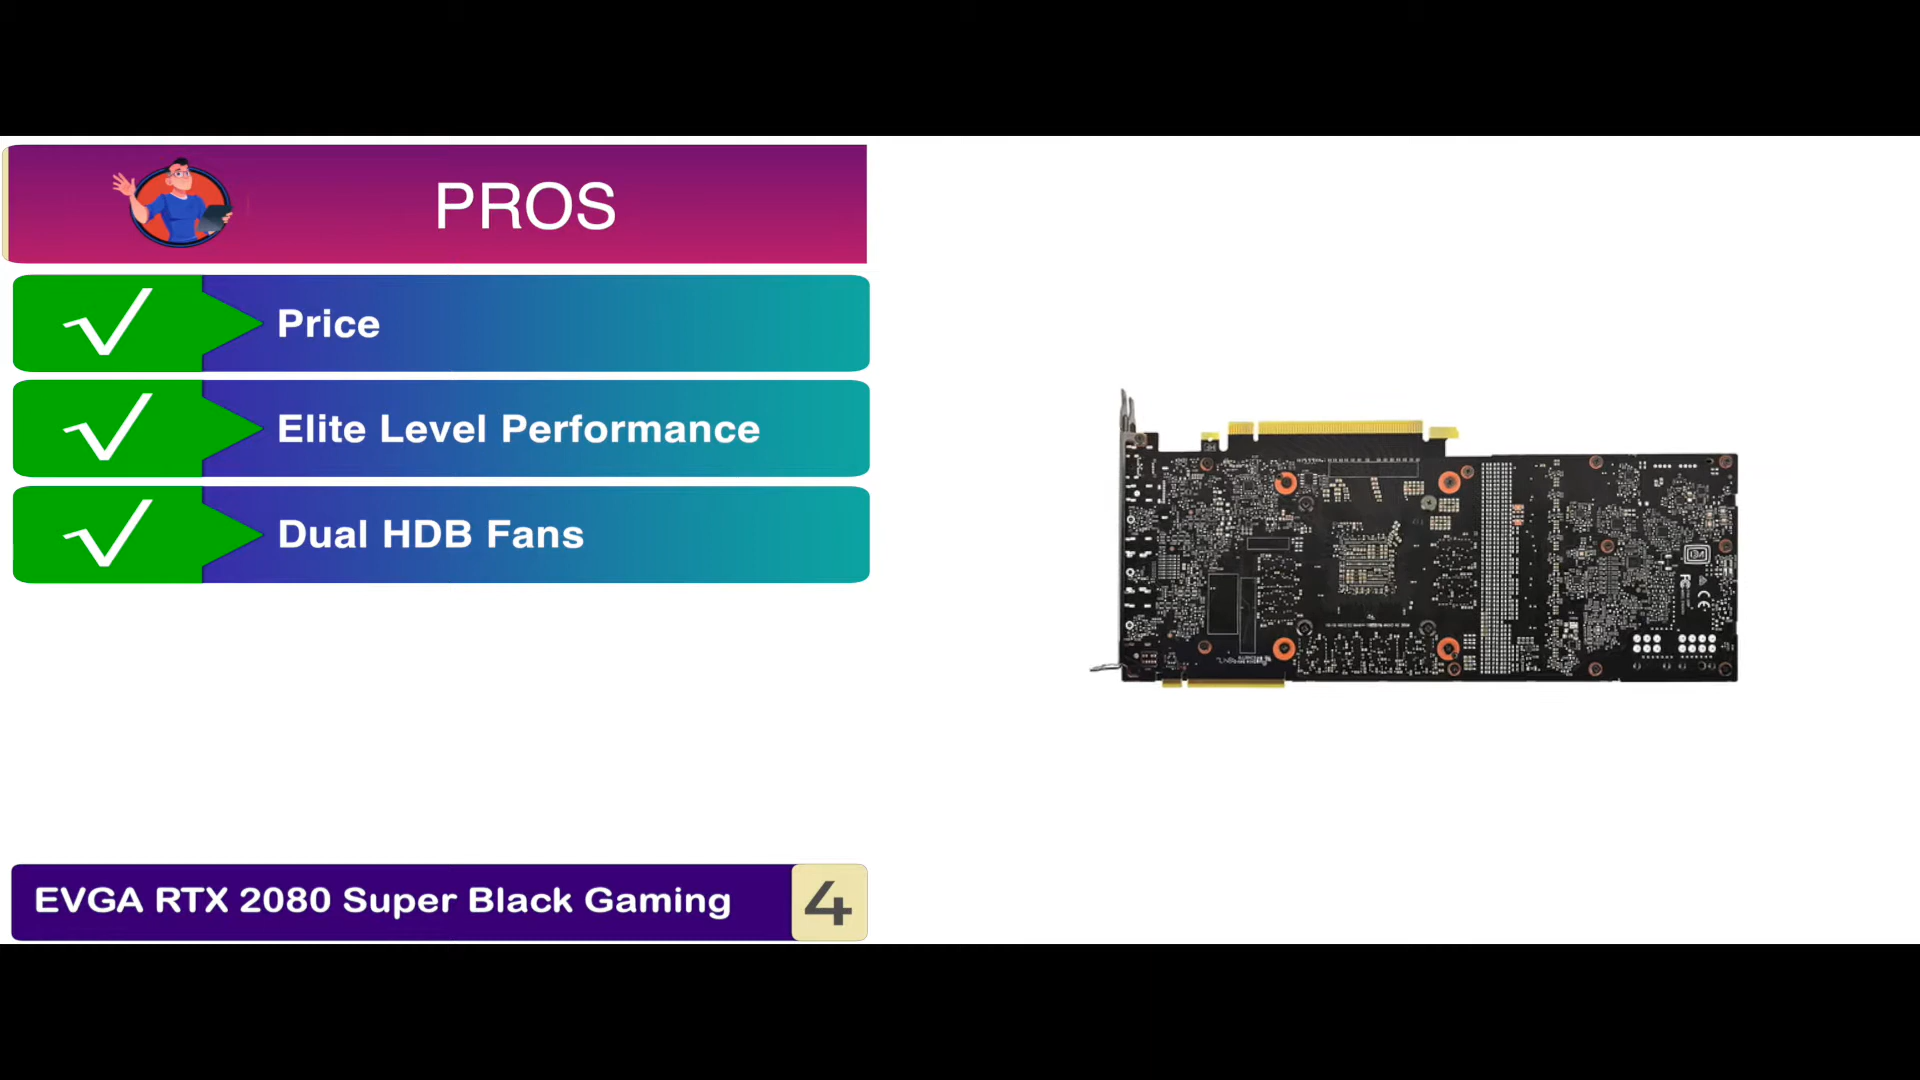 PROS
Price
Elite Level Performance
Dual HDB Fans
EVGA RTX 2080 Super Black Gaming
4